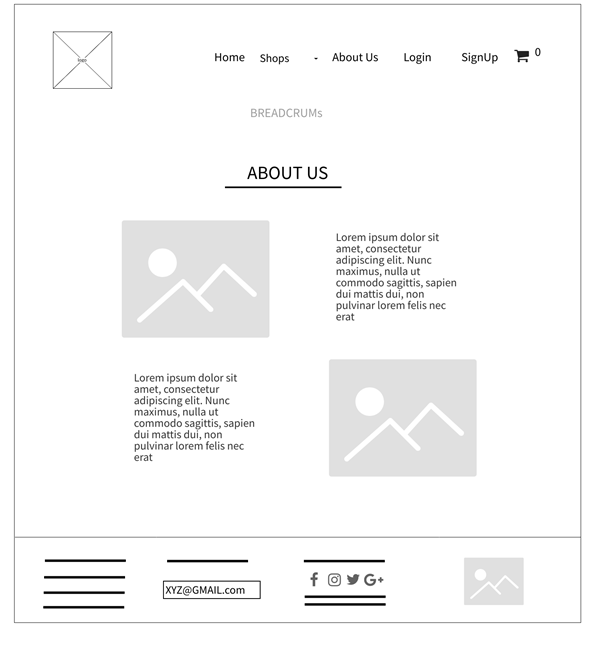 logo
Home Shops About Us Login SignUp 0
BREADCRUMs
ABOUT US
Lorem ipsum dolor sit
amet, consectetur
adipiscing elit. Nunc
maximus, nulla ut
commodo sagittis, sapien
dui mattis dui, non
pulvinar lorem felis nec
erat
Lorem ipsum dolor sit
amet, consectetur
adipiscing elit. Nunc
maximus, nulla ut
commodo sagittis, sapien
dui mattis dui, non
pulvinar lorem felis nec
erat
XYZ@GMAIL.com